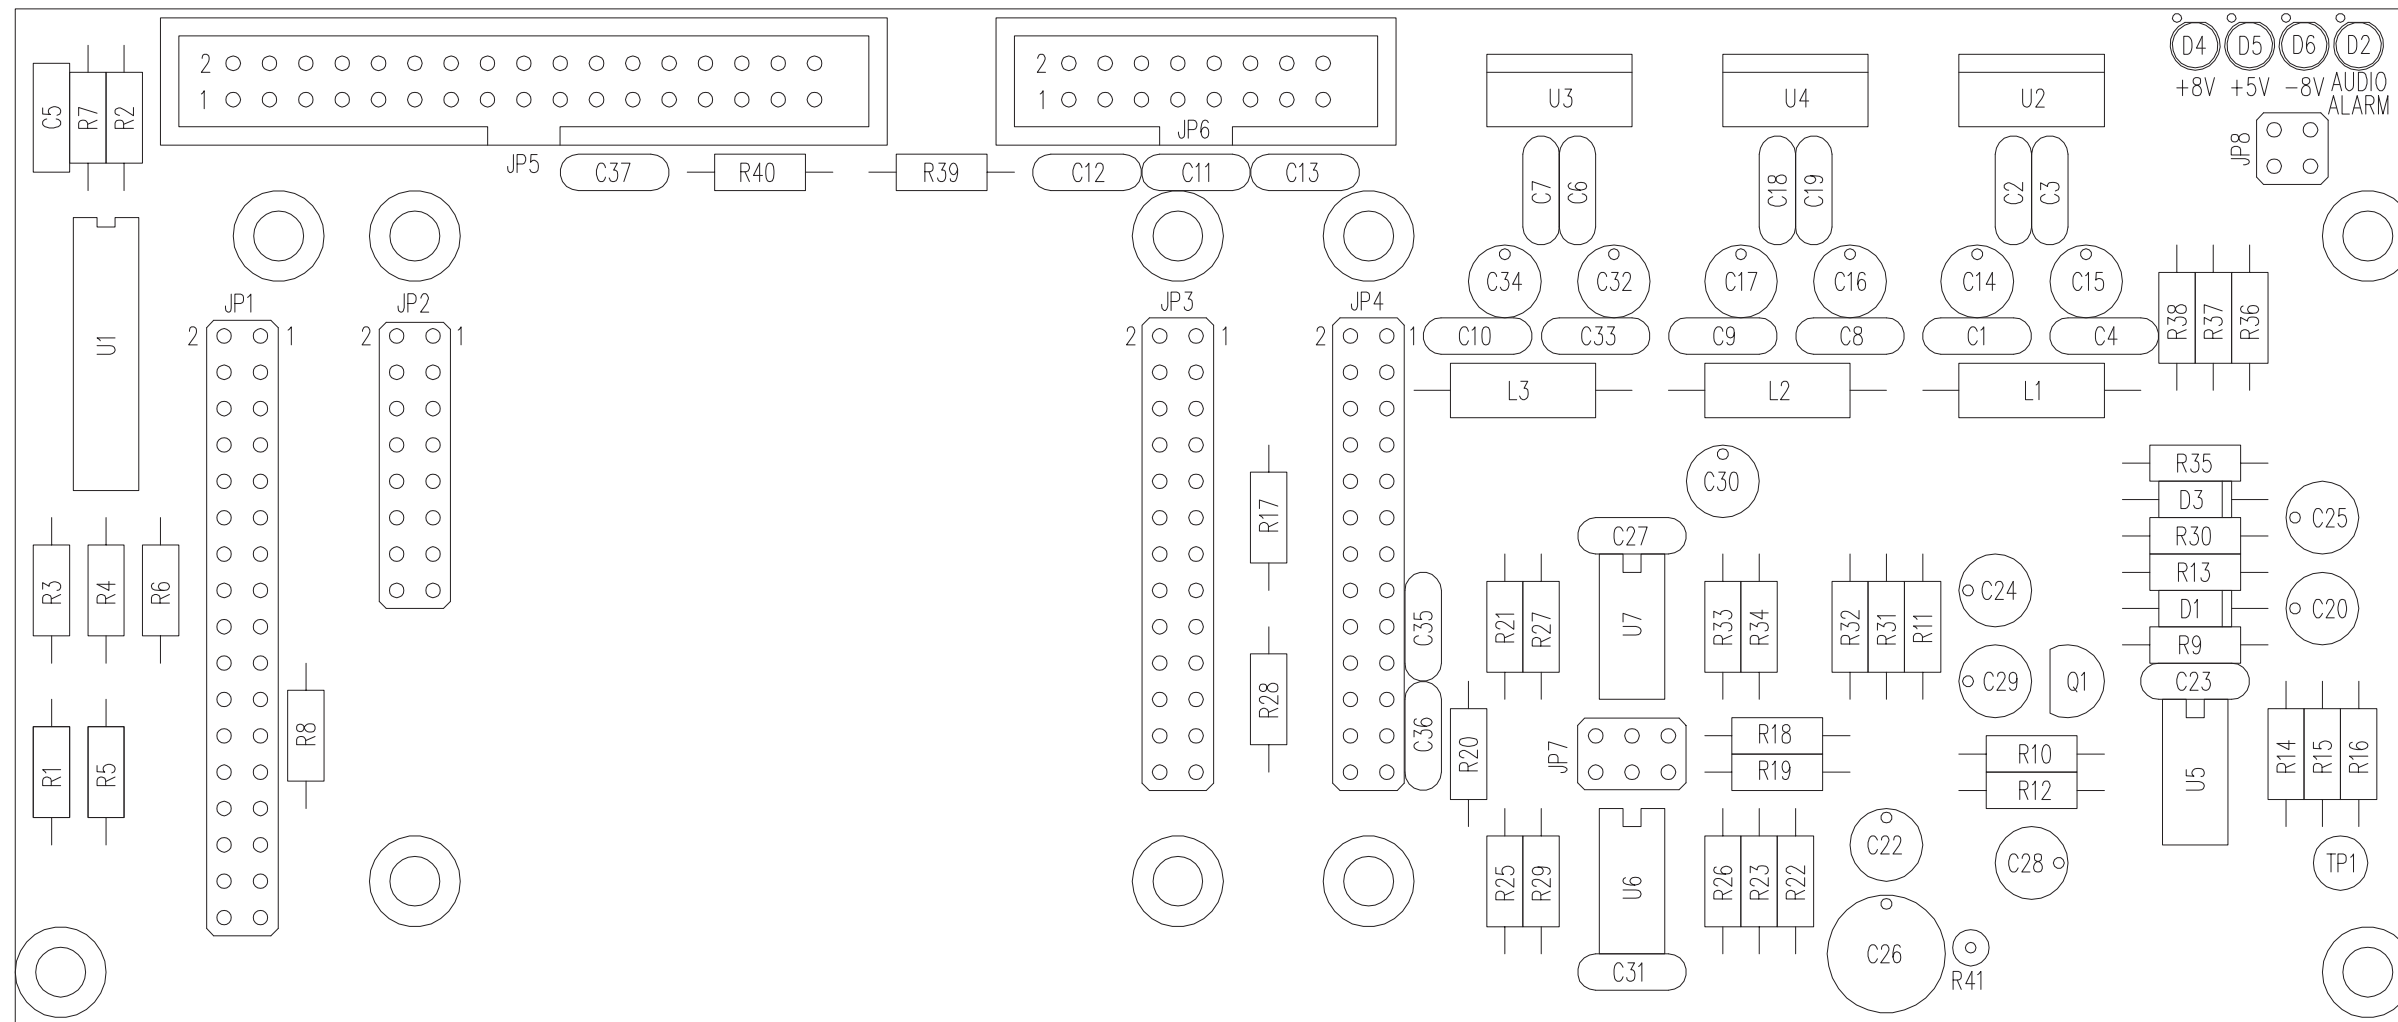 D4 D5 D6 D2
+8V +5V -8V AUDIO
ALARM
C5 R7 R2
2
1
JP5
2
1
JP6
U3 U4 U2
JP8
C37 R40 R39 C12 C11 C13
C7 C6 C18 C19 C2 C3
C34 C32 C17 C16 C14 C15
U1
JP1 JP2 JP3 JP4
2 1 2 1 2 1 2 1
C10 C33 C9 C8 C1 C4
R38 R37 R36
L3 L2 L1
R35
C30
D3
R17
C25
C27
R30
R13
R3 R4 R6
C24
D1
C20
C35
R21 R27 U7 R33 R34 R32 R31 R11
R9
C29 Q1 C23
R28
R8
C36 R20
JP7
R18
R19
R10
R12
R1 R5
U5
R14 R15 R16
C22
C28
TP1
R25 R29 U6 R26 R23 R22
C26
C31
R41